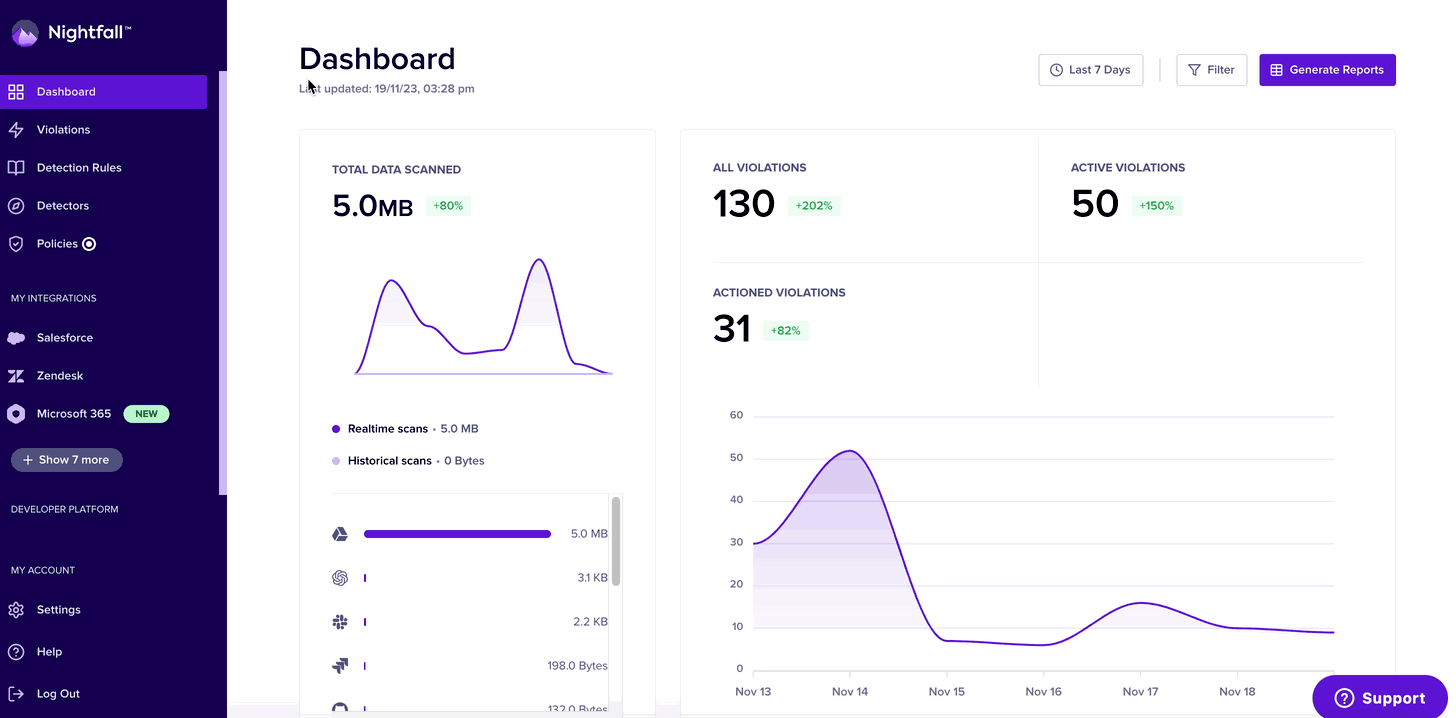 Nightfall™
Dashboard
Violations
Detection Rules
Detectors
Policies
MY INTEGRATIONS
Salesforce
Zendesk
Microsoft 365 NEW
+ Show 7 more
DEVELOPER PLATFORM
MY ACCOUNT
Settings
Help
Log Out
Dashboard
Last updated: 19/11/23, 03:28 pm
Last 7 Days
Filter
Generate Reports
TOTAL DATA SCANNED
5.0MB +80%
Realtime scans • 5.0 MB
Historical scans • 0 Bytes
5.0 MB
3.1 KB
2.2 KB
198.0 Bytes
132.0 Bytes
ALL VIOLATIONS
130 +202%
ACTIVE VIOLATIONS
50 +150%
ACTIONED VIOLATIONS
31 +82%
60
50
40
30
20
10
0
Nov 13 Nov 14 Nov 15 Nov 16 Nov 17 Nov 18
Support